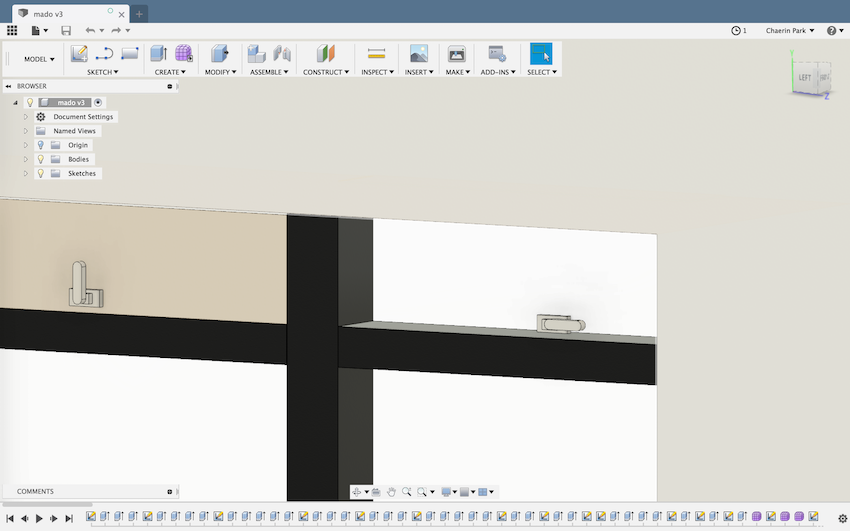 mado v3
1 Chaerin Park
MODEL
SKETCH CREATE MODIFY ASSEMBLE CONSTRUCT INSPECT INSERT MAKE ADD-INS SELECT
BROWSER
mado v3
Document Settings
Named Views
Origin
Bodies
Sketches
Y
LEFT
Z
COMMENTS